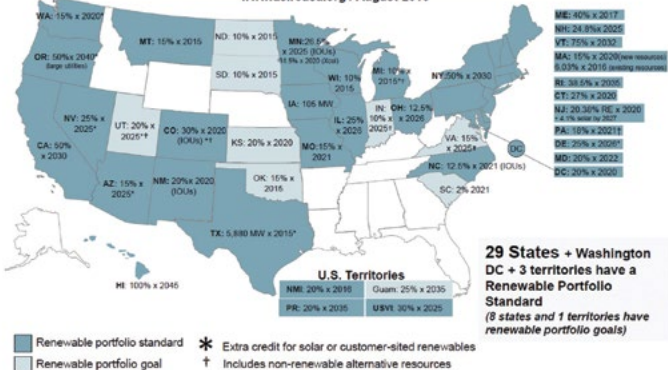 WA: 15% x 2020*
OR: 50%x 2040*
(large utilities)
MT: 15% x 2015
ND: 10% x 2015
SD: 10% x 2015
x 2025 (IOUs)
WI: 10%
2015
2015*†
NY:50% x 2030
NV: 25% x
2025*
UT: 20% x
2025*†
CO: 30% x 2020
(IOUs) *†
IA: 105 MW
IL: 25%
x 2026
IN:
10% x
2025†
OH: 12.5%
x 2026
CA: 50%
x 2030
KS: 20% x 2020
MO:15% x
2021
VA: 15%
x 2025*
AZ: 15% x
2025*
NM: 20%x 2020
(IOUs)
OK: 15% x
2015
NC: 12.5% x 2021 (IOUs)
SC: 2% 2021
TX: 5,880 MW x 2015*
HI: 100% x 2045
DC
ME: 40% x 2017
NH: 24.8%x 2025
VT: 75% x 2032
MA: 15% x 2020(new resources)
6.03% x 2016 (existing resources)
RI: 38.5% x 2035
CT: 27% x 2020
NJ: 20.38% RE x 2020
+ 4.1% solar by 2027
PA: 18% x 2021†
DE: 25% x 2026*
MD: 20% x 2022
DC: 20% x 2020
U.S. Territories
NMI: 20% x 2016
Guam: 25% x 2035
PR: 20% x 2035
USVI: 30% x 2025
29 States + Washington
DC + 3 territories have a
Renewable Portfolio
Standard
(8 states and 1 territories have
renewable portfolio goals)
Renewable portfolio standard
* Extra credit for solar or customer-sited renewables
Renewable portfolio goal
† Includes non-renewable alternative resources